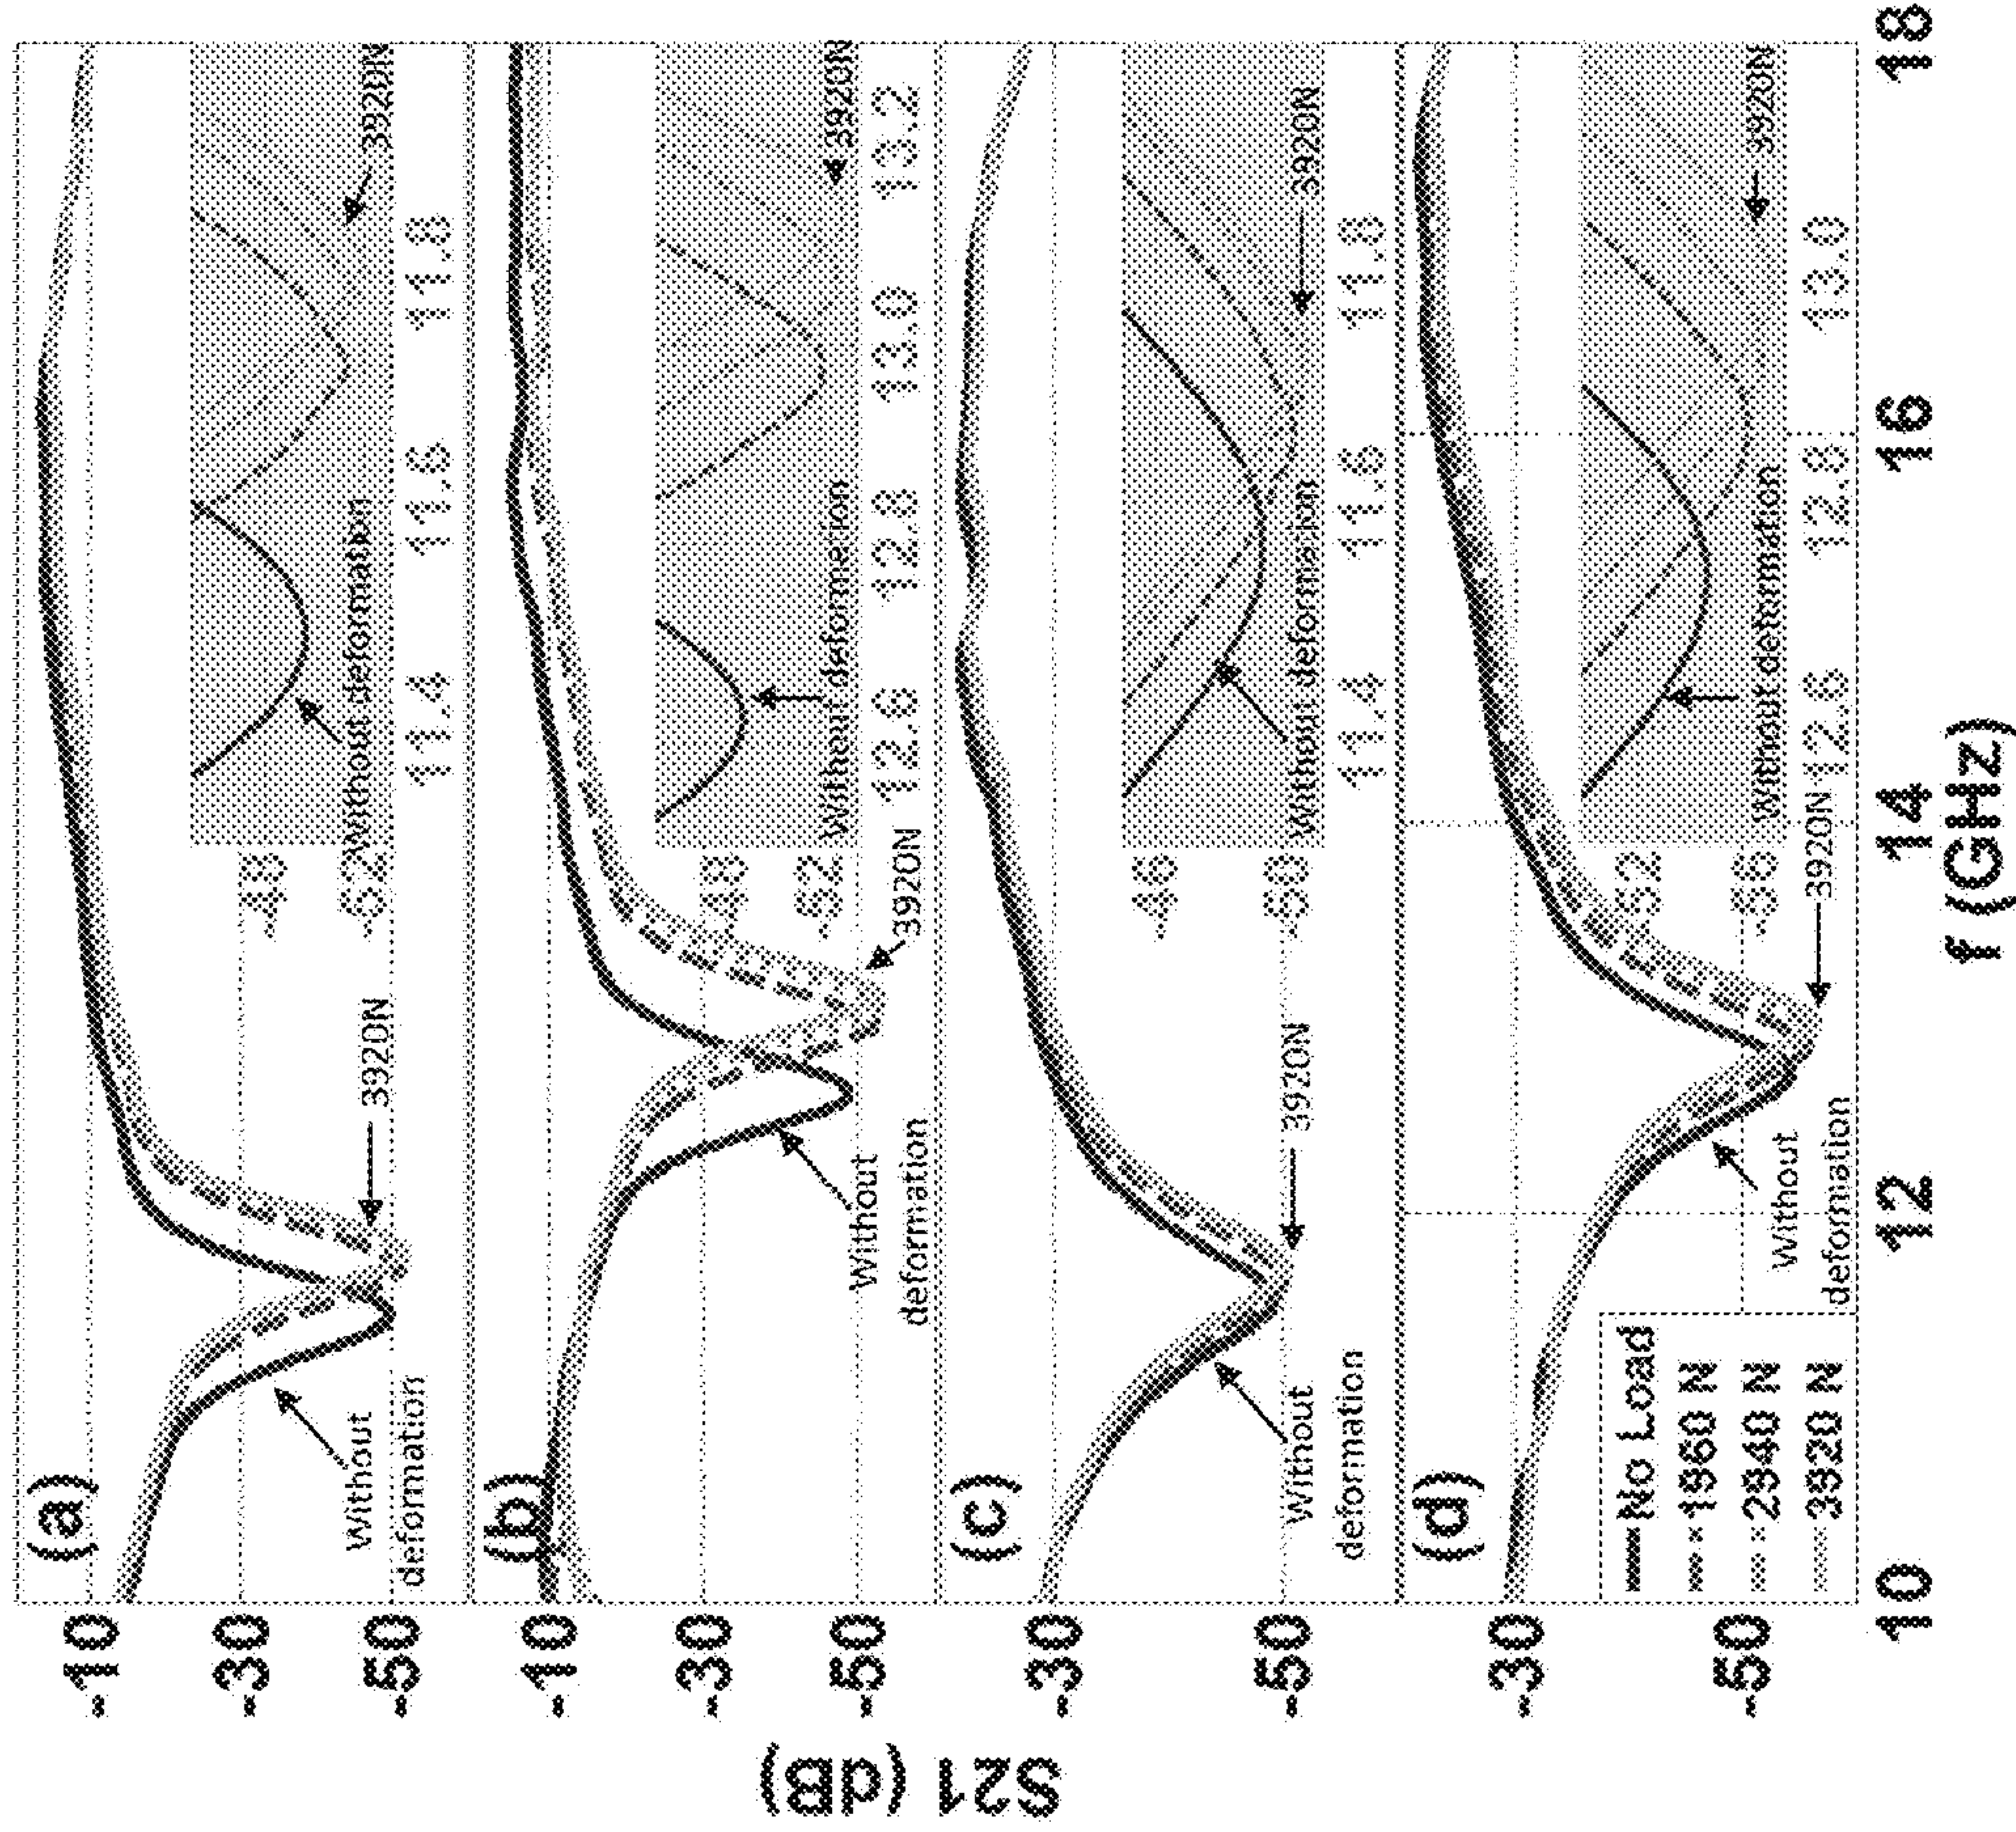 S21 (dB)
(a)
-10
-30
-50
Without
deformation
3920N
-48
-52
Without deformation
3920N
11.4 11.6 11.8
(b)
-10
-30
-50
Without
deformation
3920N
-48
-52
Without deformation
3920N
12.6 12.8 13.0 13.2
(c)
-30
-50
Without
deformation
3920N
-46
-50
Without deformation
3920N
11.4 11.6 11.8
(d)
-30
-50
No Load
1960 N
2940 N
3920 N
Without
deformation
3920N
-52
-56
Without deformation
3920N
12.6 12.8 13.0
10 12 14 16 18
f (GHz)